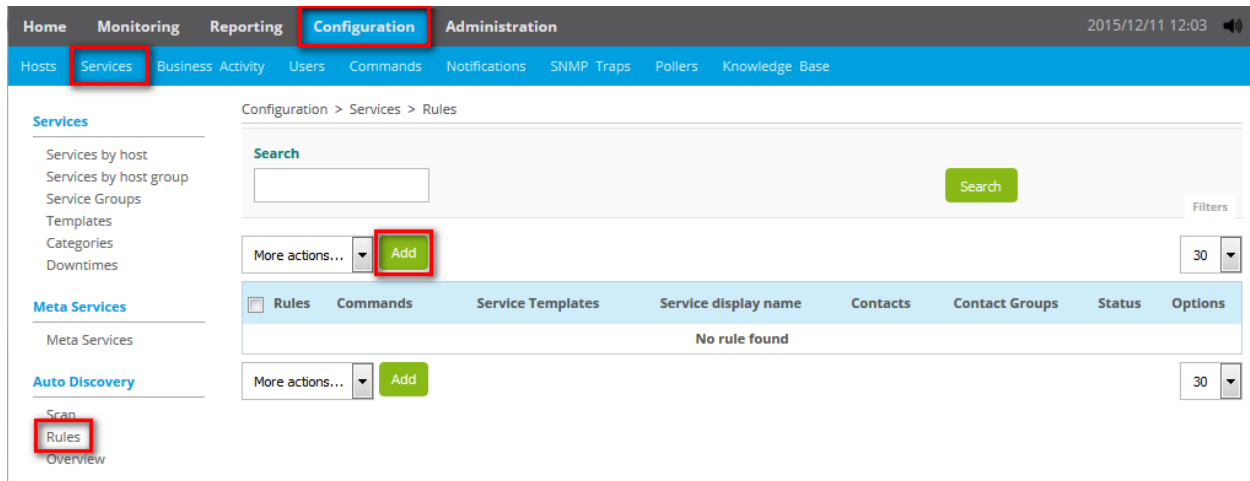 Home Monitoring Reporting Configuration Administration 2015/12/11 12:03
Hosts Services Business Activity Users Commands Notifications SNMP Traps Pollers Knowledge Base
Configuration > Services > Rules
Services
Services by host
Services by host group
Service Groups
Templates
Categories
Downtimes
Meta Services
Meta Services
Auto Discovery
Scan
Rules
Overview
Search
Search
Filters
More actions... Add 30
Rules Commands Service Templates Service display name Contacts Contact Groups Status Options
No rule found
More actions... Add 30